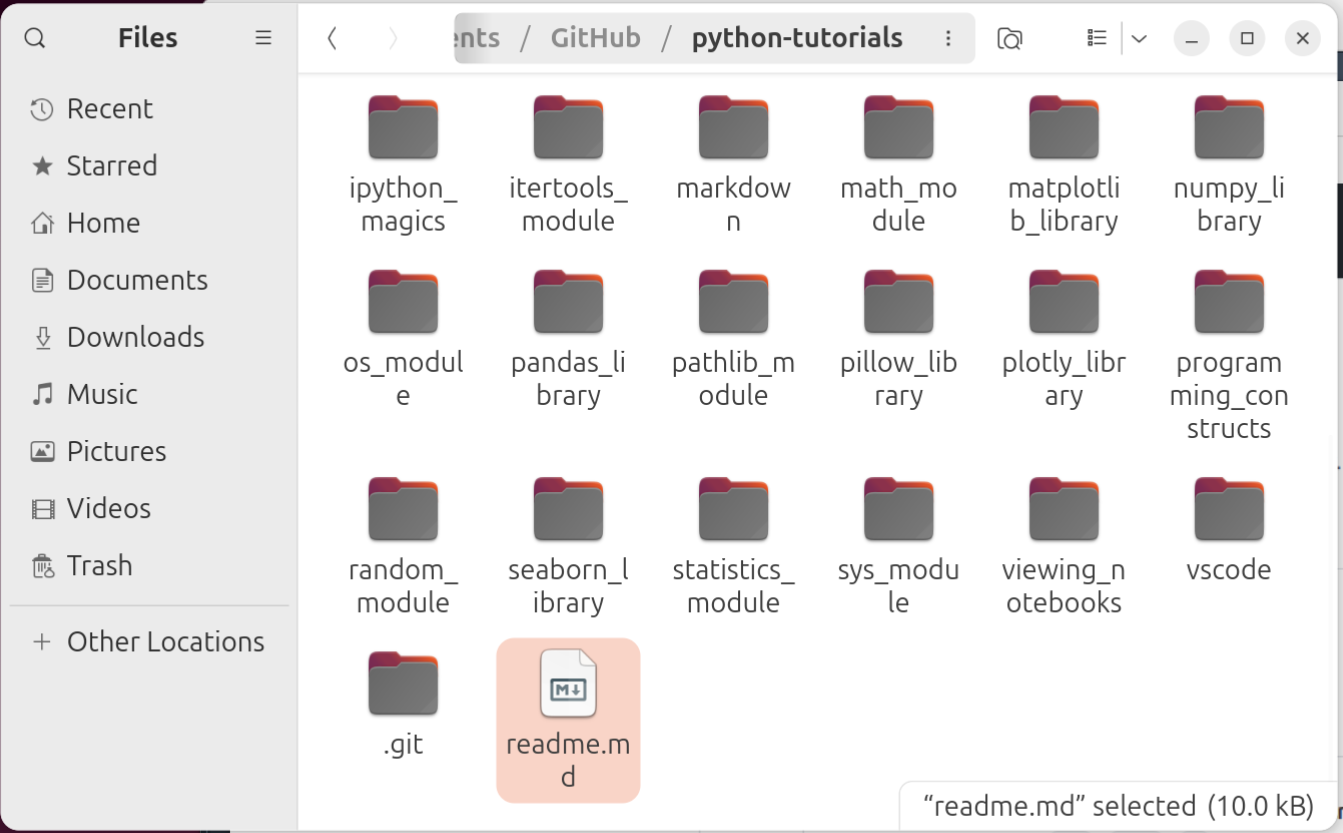 Files
ents / GitHub / python-tutorials
Recent
Starred
Home
Documents
Downloads
Music
Pictures
Videos
Trash
+ Other Locations
ipython_
magics
itertools_
module
markdow
n
math_mo
dule
matplotli
b_library
numpy_li
brary
os_modul
e
pandas_li
brary
pathlib_m
odule
pillow_lib
rary
plotly_libr
ary
program
ming_con
structs
random_
module
seaborn_l
ibrary
statistics_
module
sys_modu
le
viewing_n
otebooks
vscode
.git
M
readme.m
d
“readme.md” selected (10.0 kB)